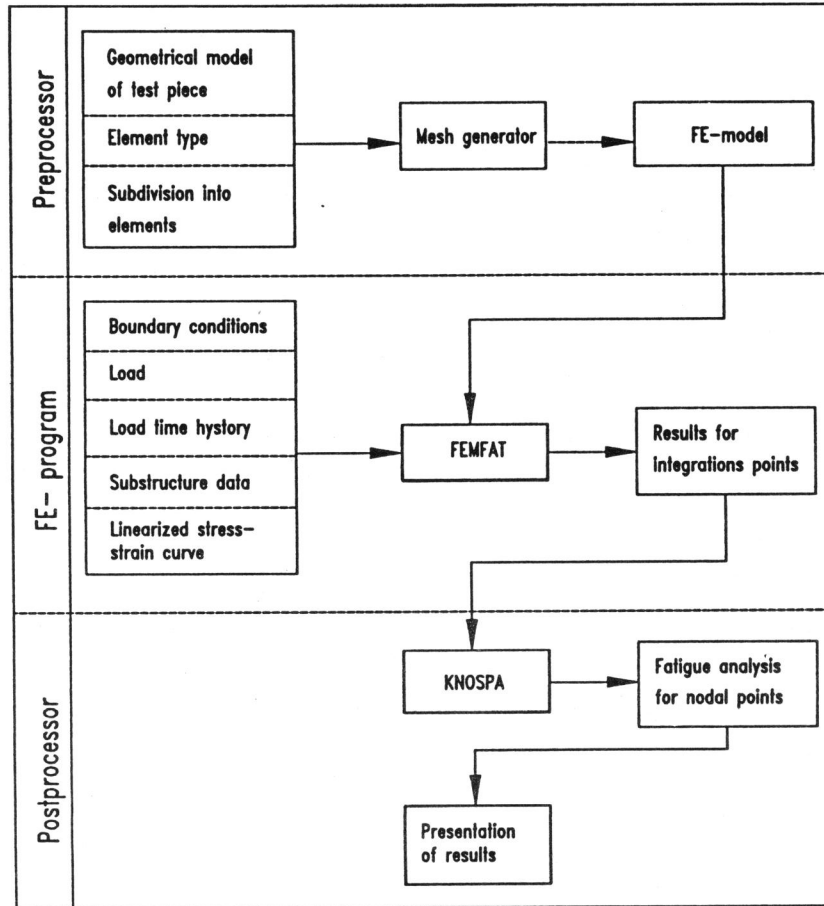 Preprocessor
Geometrical model
of test piece
Element type
Subdivision into
elements
Mesh generator
FE-model
FE- program
Boundary conditions
Load
Load time hystory
Substructure data
Linearized stress-
strain curve
FEMFAT
Results for
integrations points
Postprocessor
KNOSPA
Fatigue analysis
for nodal points
Presentation
of results